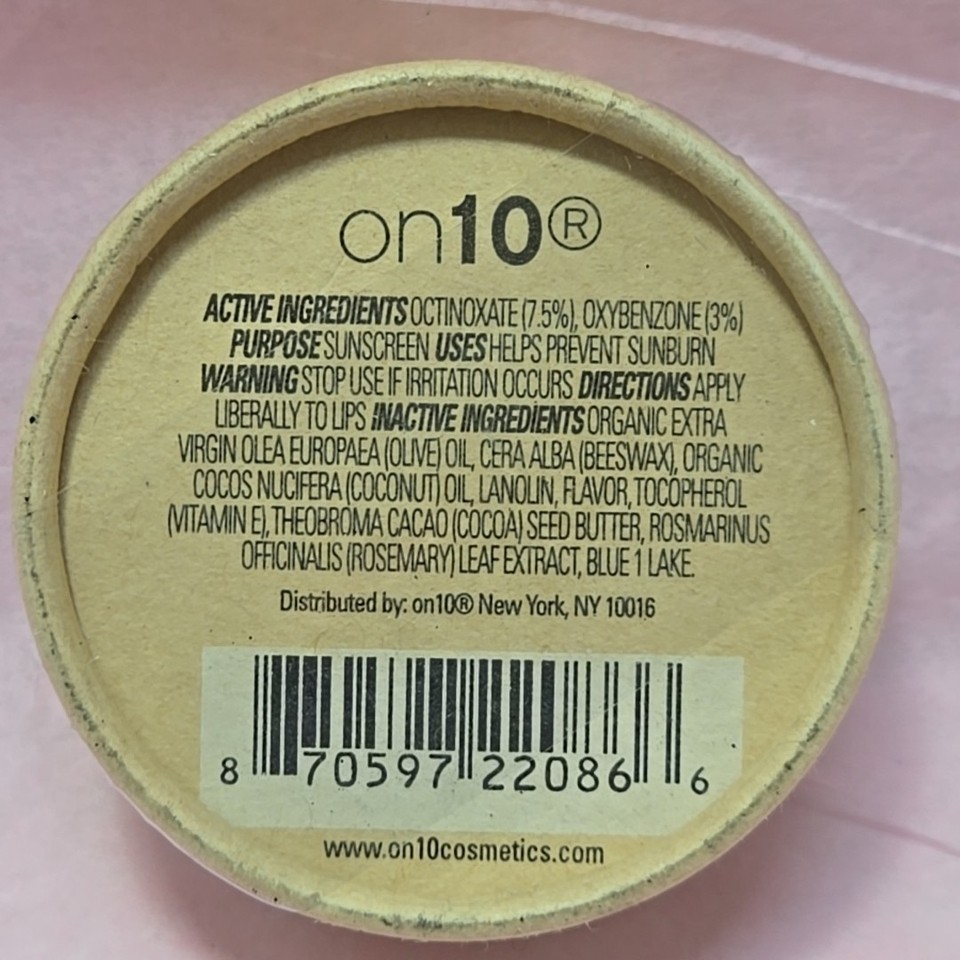 on10®
ACTIVE INGREDIENTS OCTINOXATE (7.5%), OXYBENZONE (3%)
PURPOSE SUNSCREEN USES HELPS PREVENT SUNBURN
WARNING STOP USE IF IRRITATION OCCURS DIRECTIONS APPLY
LIBERALLY TO LIPS INACTIVE INGREDIENTS ORGANIC EXTRA
VIRGIN OLEA EUROPAEA (OLIVE) OIL, CERA ALBA (BEESWAX), ORGANIC
COCOS NUCIFERA (COCONUT) OIL, LANOLIN, FLAVOR, TOCOPHEROL
(VITAMIN E), THEOBROMA CACAO (COCOA) SEED BUTTER, ROSMARINUS
OFFICINALIS (ROSEMARY) LEAF EXTRACT, BLUE 1 LAKE.
Distributed by: on10® New York, NY 10016
8 70597 22086 6
www.on10cosmetics.com